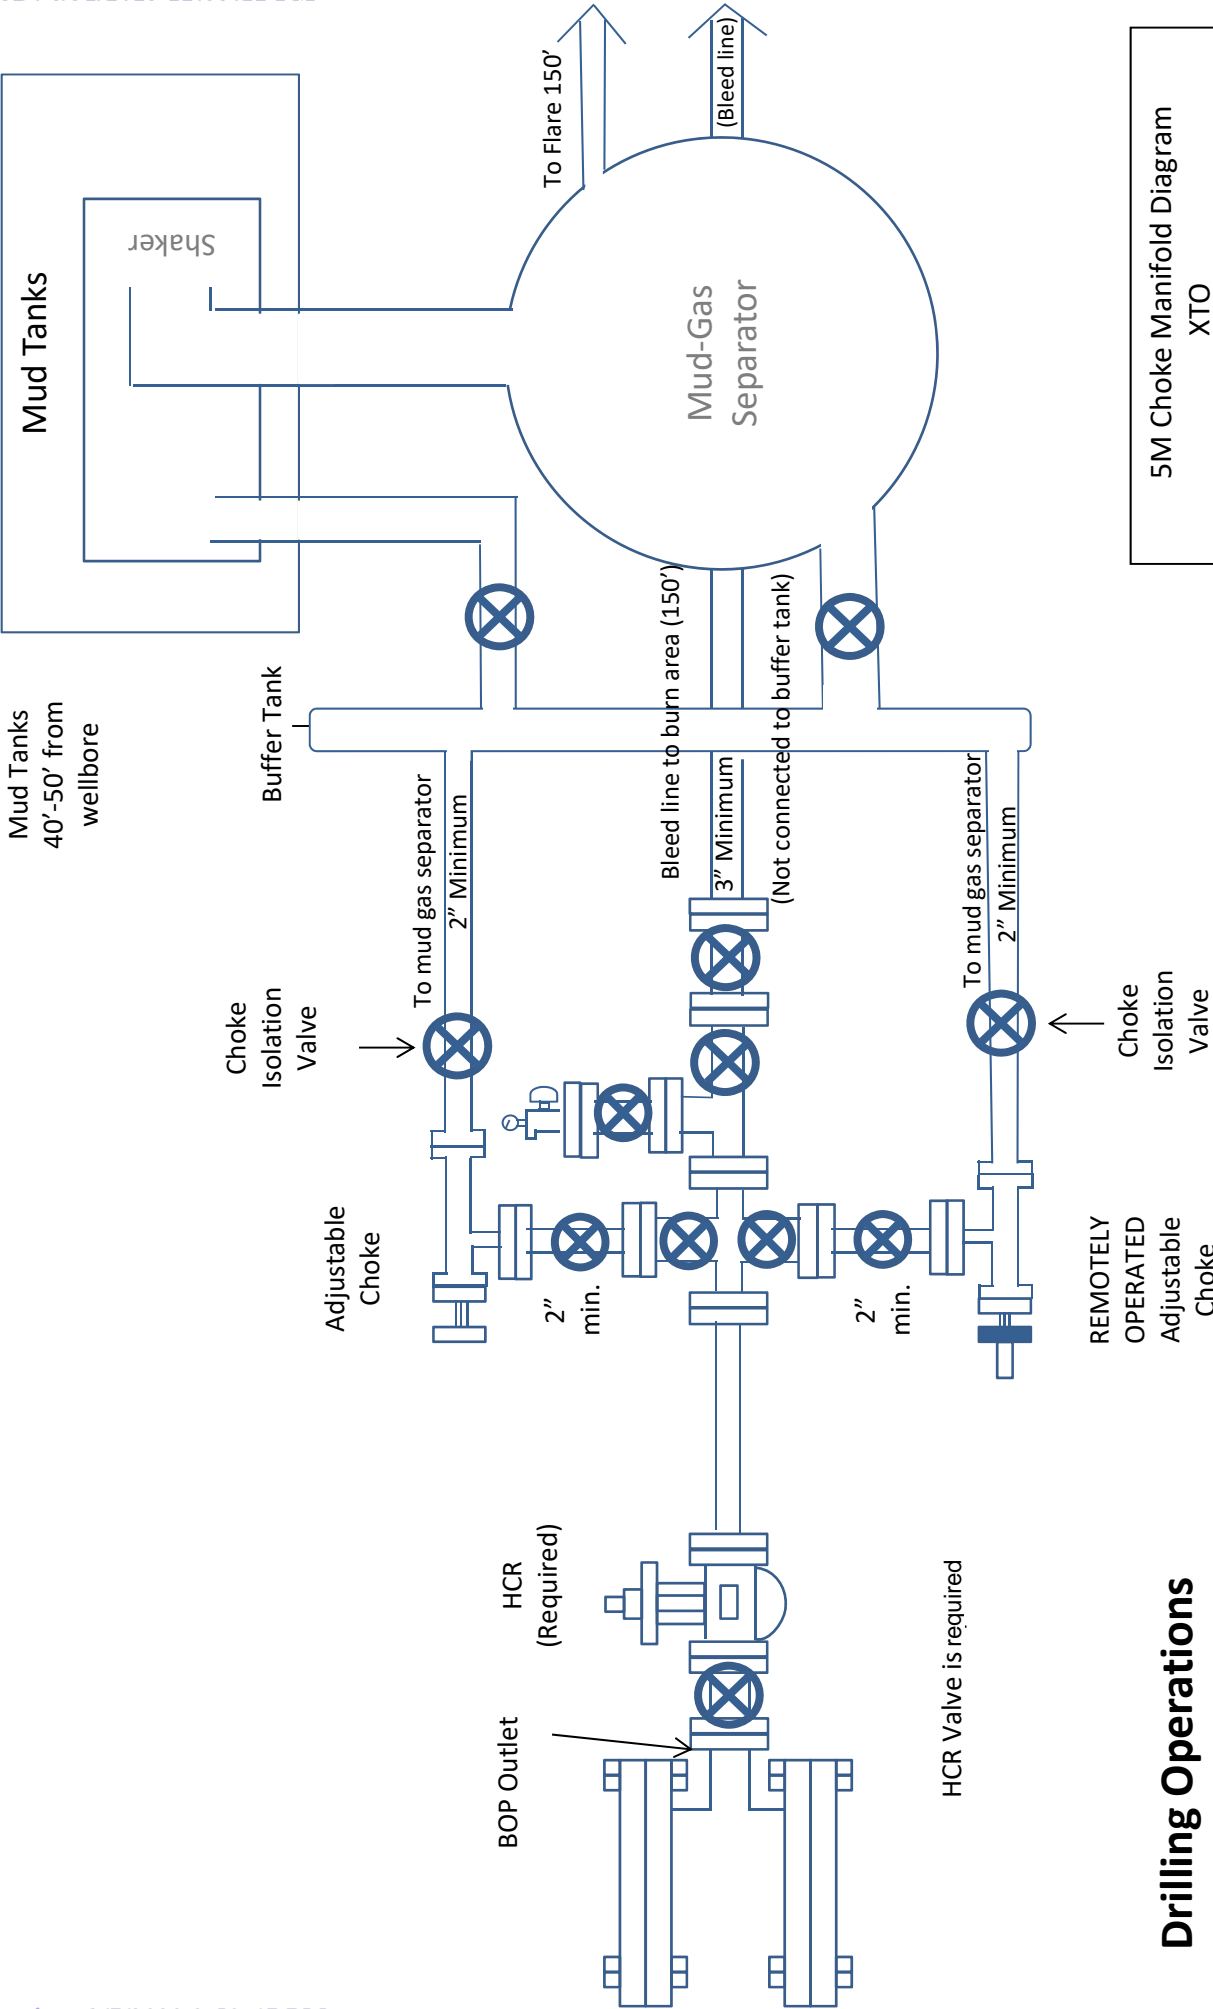 Mud Tanks
Shaker
Mud Tanks
40’-50’ from
wellbore
To Flare 150’
(Bleed line)
Mud-Gas
Separator
Buffer Tank
To mud gas separator
2” Minimum
Bleed line to burn area (150’)
3” Minimum
(Not connected to buffer tank)
To mud gas separator
2” Minimum
Choke
Isolation
Valve
Choke
Isolation
Valve
Adjustable
Choke
2”
min.
2”
min.
REMOTELY
OPERATED
Adjustable
Choke
HCR
(Required)
BOP Outlet
HCR Valve is required
Drilling Operations
5M Choke Manifold Diagram
XTO